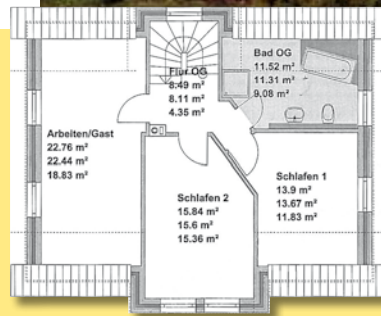 Flur OG
8.49 m²
8.11 m²
4.35 m²
Bad OG
11.52 m²
11.31 m²
9.08 m²
Arbeiten/Gast
22.76 m²
22.44 m²
18.83 m²
Schlafen 2
15.84 m²
15.6 m²
15.36 m²
Schlafen 1
13.9 m²
13.67 m²
11.83 m²